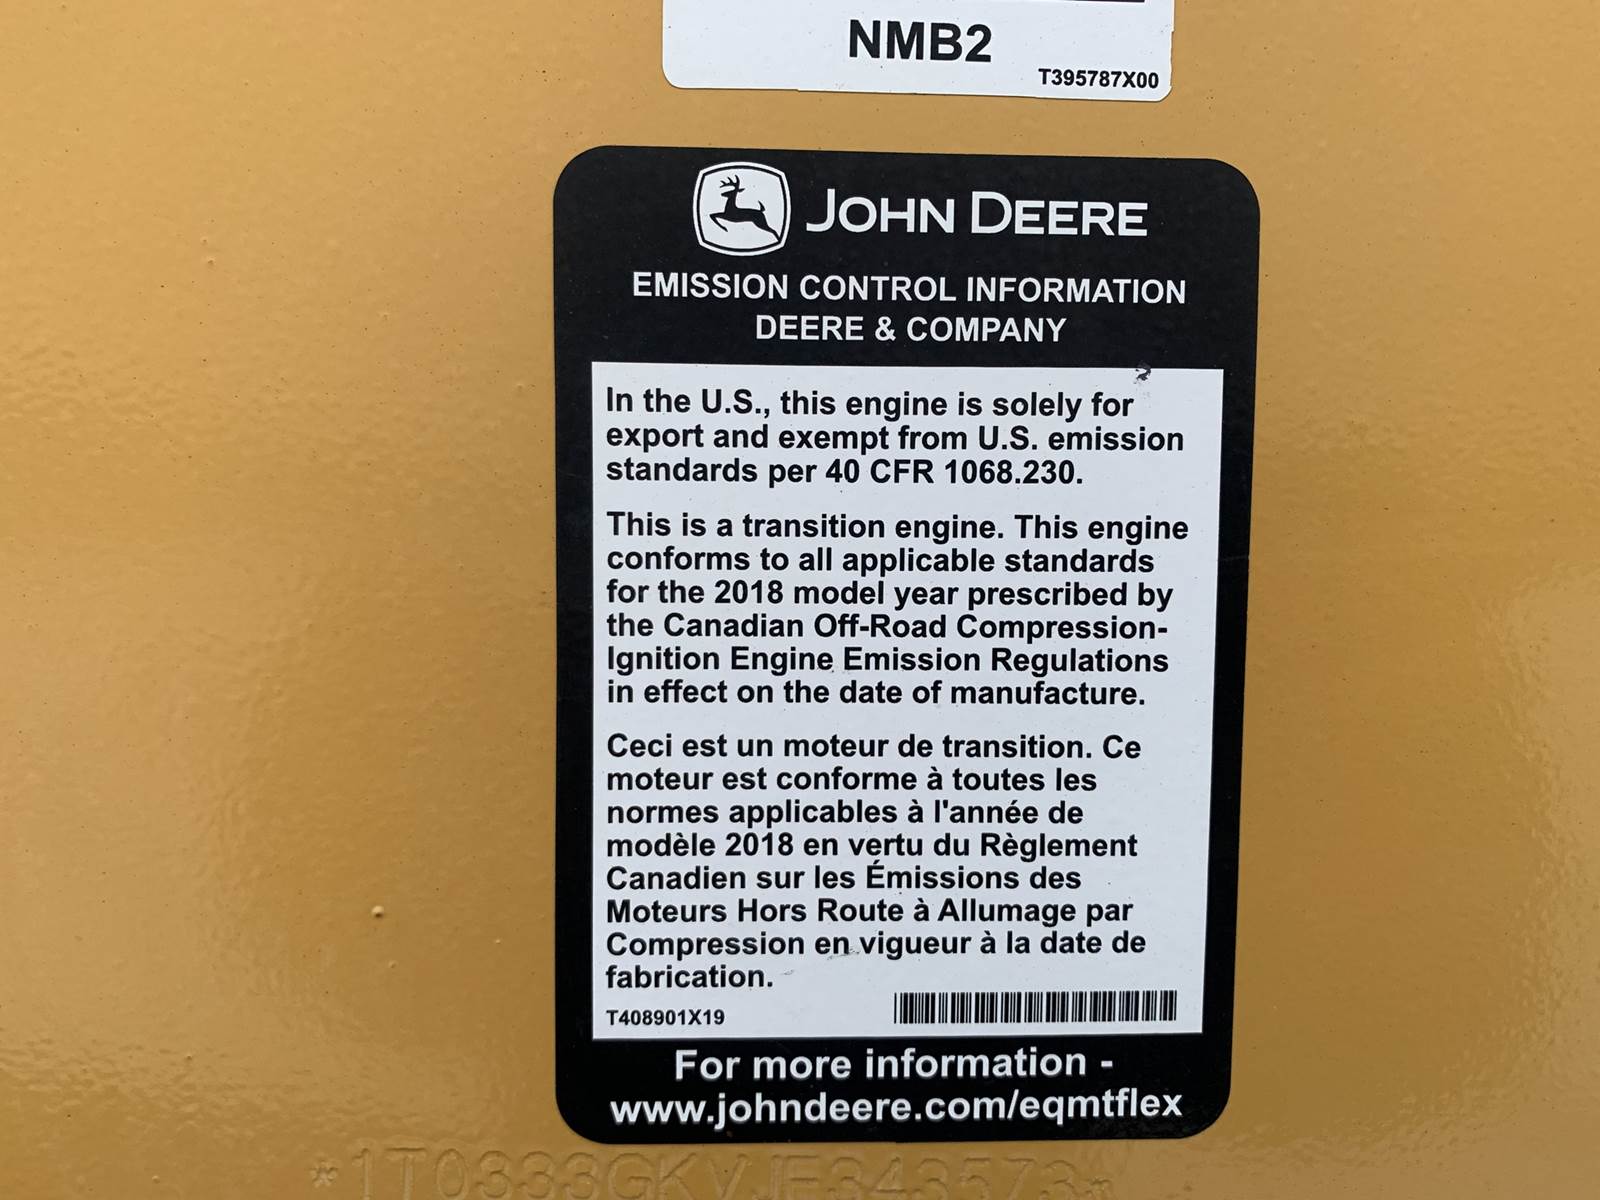 NMB2
T395787X00
JOHN DEERE
EMISSION CONTROL INFORMATION
DEERE & COMPANY
In the U.S., this engine is solely for
export and exempt from U.S. emission
standards per 40 CFR 1068.230.
This is a transition engine. This engine
conforms to all applicable standards
for the 2018 model year prescribed by
the Canadian Off-Road Compression-
Ignition Engine Emission Regulations
in effect on the date of manufacture.
Ceci est un moteur de transition. Ce
moteur est conforme à toutes les
normes applicables à l'année de
modèle 2018 en vertu du Règlement
Canadien sur les Émissions des
Moteurs Hors Route à Allumage par
Compression en vigueur à la date de
fabrication.
T408901X19
For more information -
www.johndeere.com/eqmtflex
*1T0333GKVJE343573*